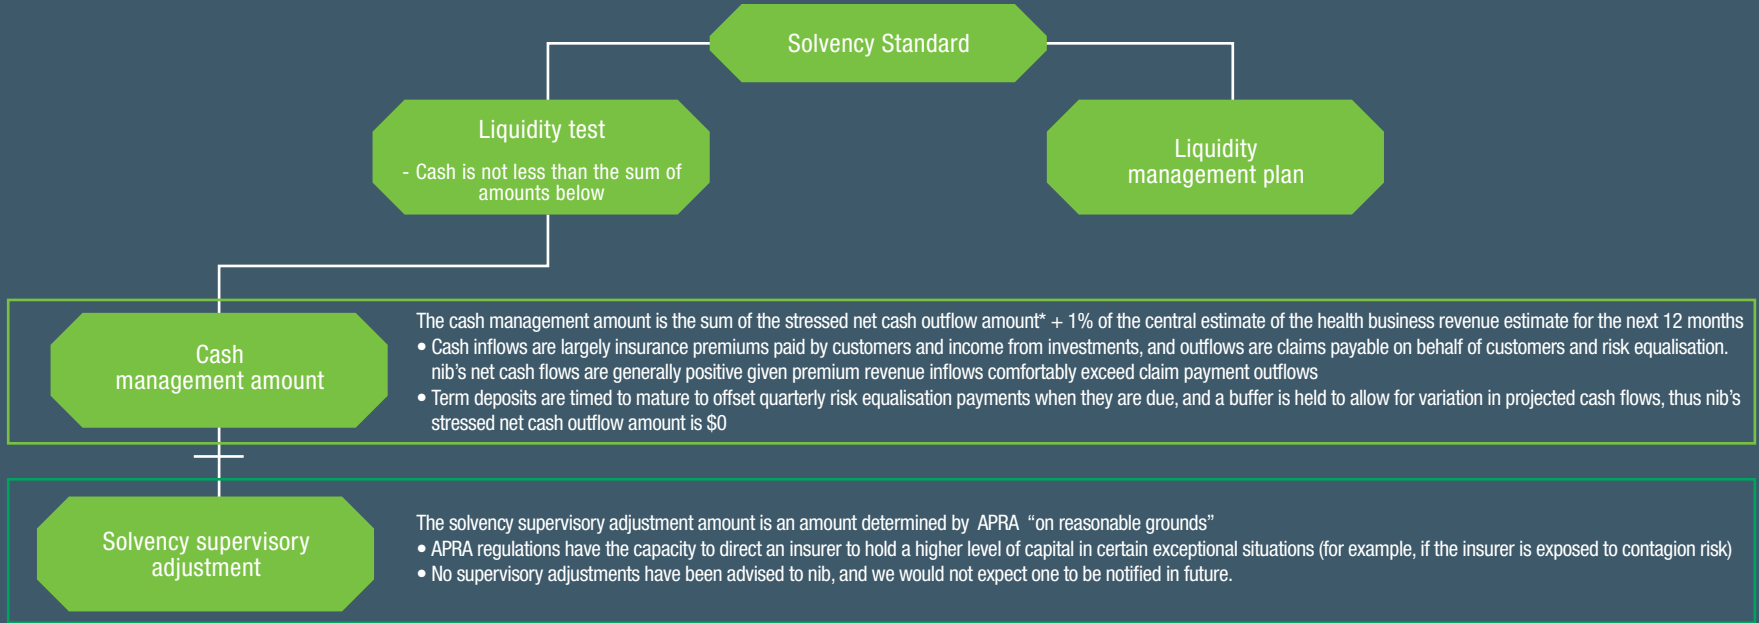 Solvency Standard
Liquidity test
- Cash is not less than the sum of
amounts below
Liquidity
management plan
Cash
management amount
The cash management amount is the sum of the stressed net cash outflow amount* + 1% of the central estimate of the health business revenue estimate for the next 12 months
• Cash inflows are largely insurance premiums paid by customers and income from investments, and outflows are claims payable on behalf of customers and risk equalisation.
nib's net cash flows are generally positive given premium revenue inflows comfortably exceed claim payment outflows
• Term deposits are timed to mature to offset quarterly risk equalisation payments when they are due, and a buffer is held to allow for variation in projected cash flows, thus nib's
stressed net cash outflow amount is $0
Solvency supervisory
adjustment
The solvency supervisory adjustment amount is an amount determined by APRA “on reasonable grounds”
• APRA regulations have the capacity to direct an insurer to hold a higher level of capital in certain exceptional situations (for example, if the insurer is exposed to contagion risk)
• No supervisory adjustments have been advised to nib, and we would not expect one to be notified in future.